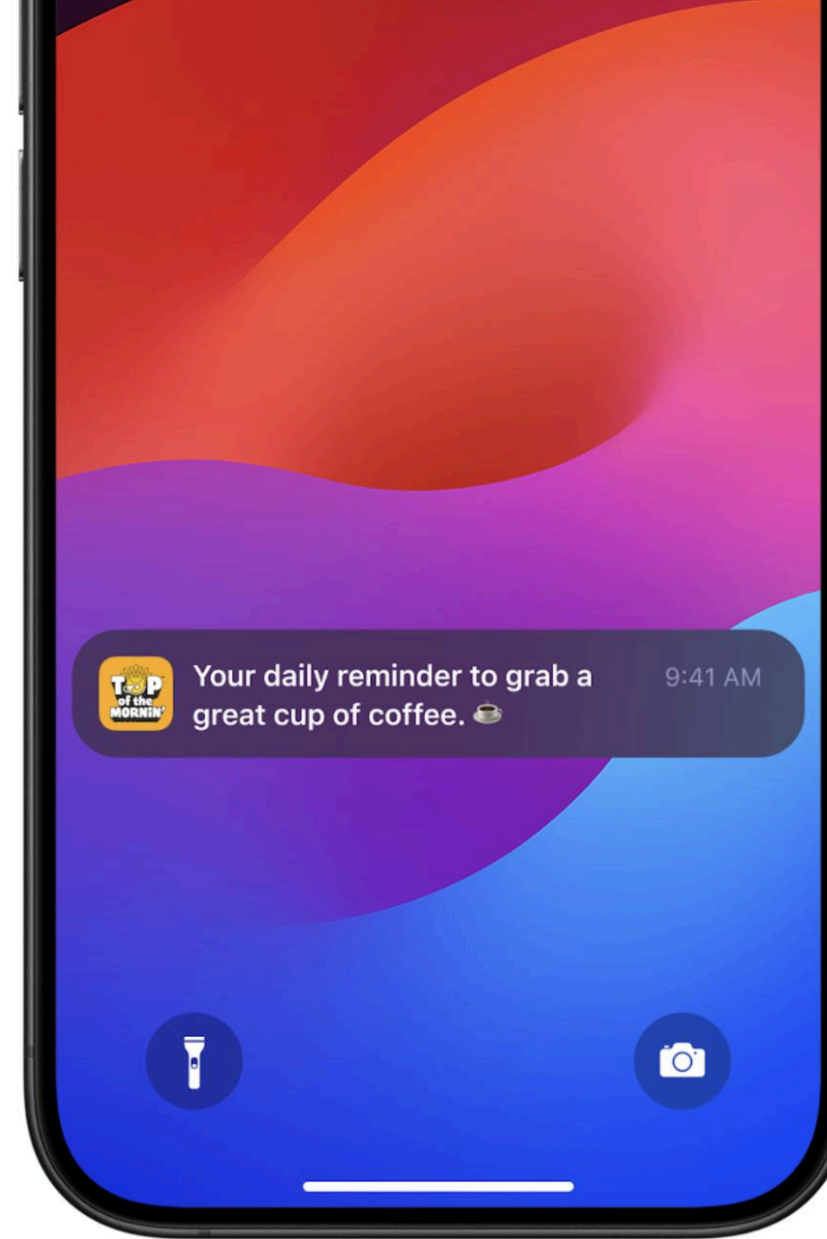 TOP
of the
MORNIN'
Your daily reminder to grab a
great cup of coffee. ☕
9:41 AM